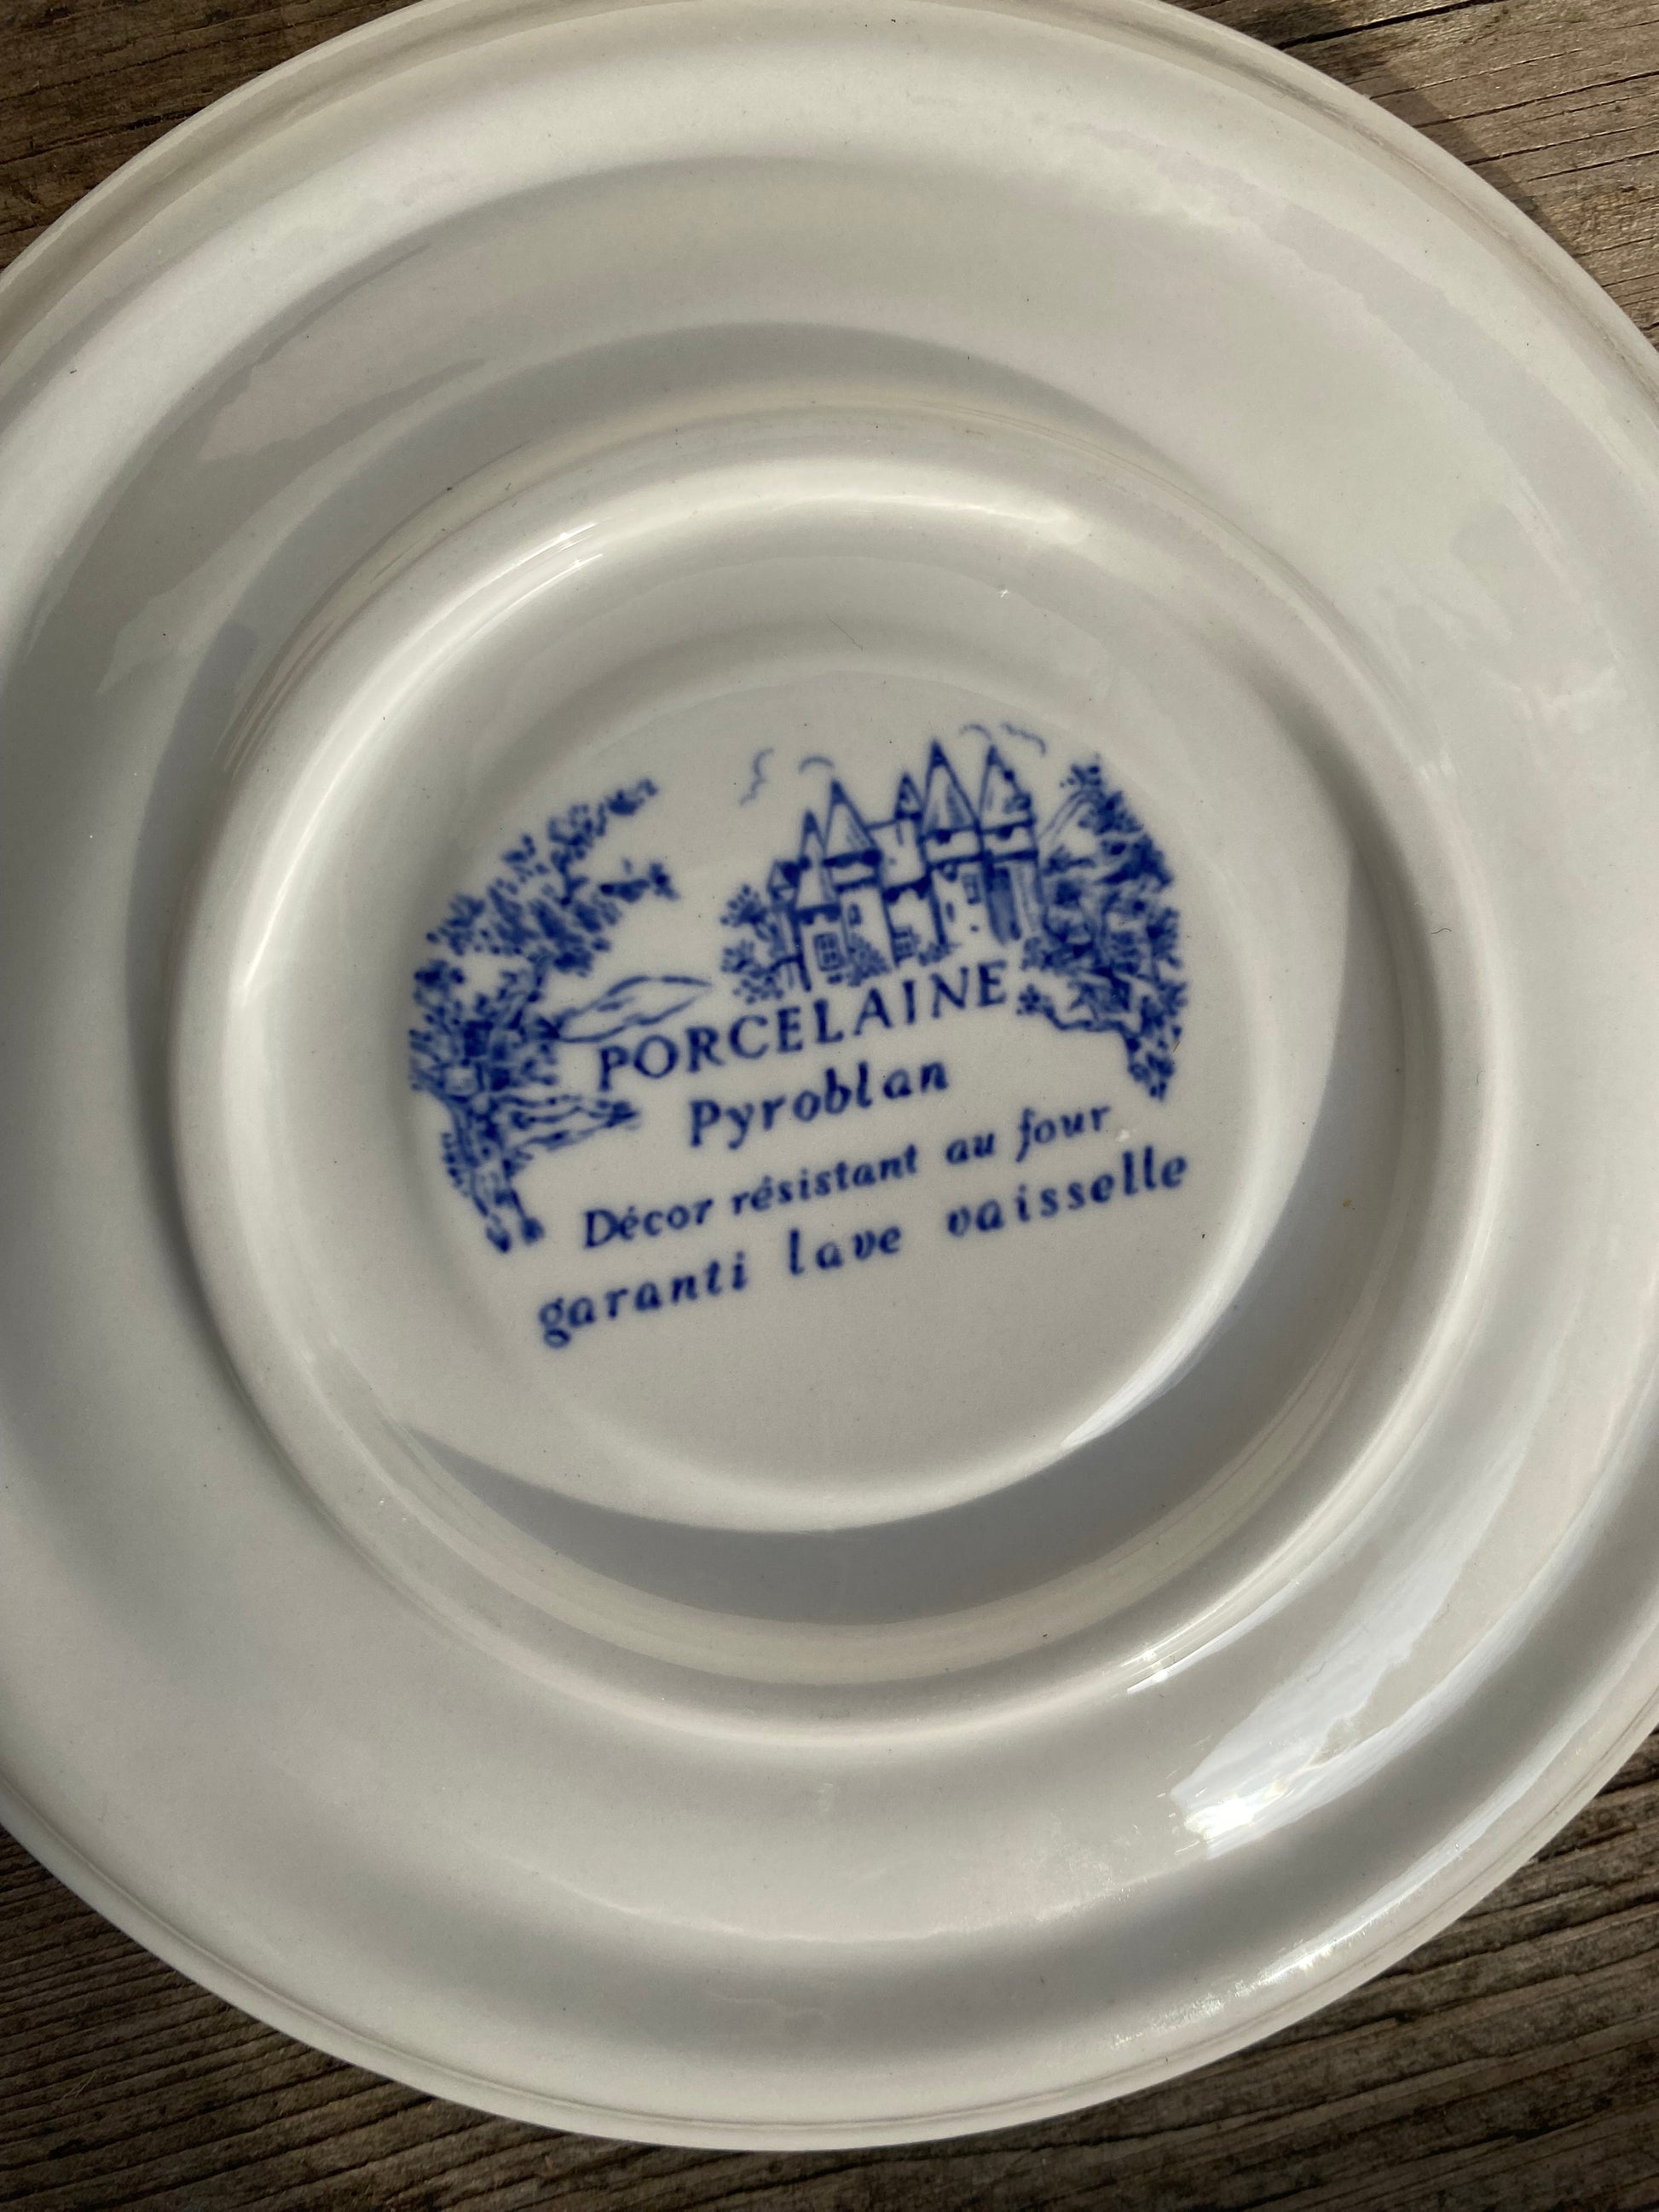 PORCELAINE
Pyroblan
Décor résistant au four
garanti lave vaisselle